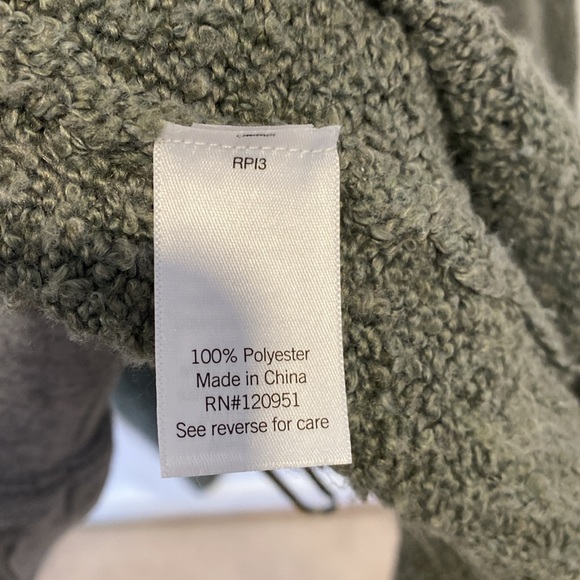 RPI3
100% Polyester
Made in China
RN#120951
See reverse for care